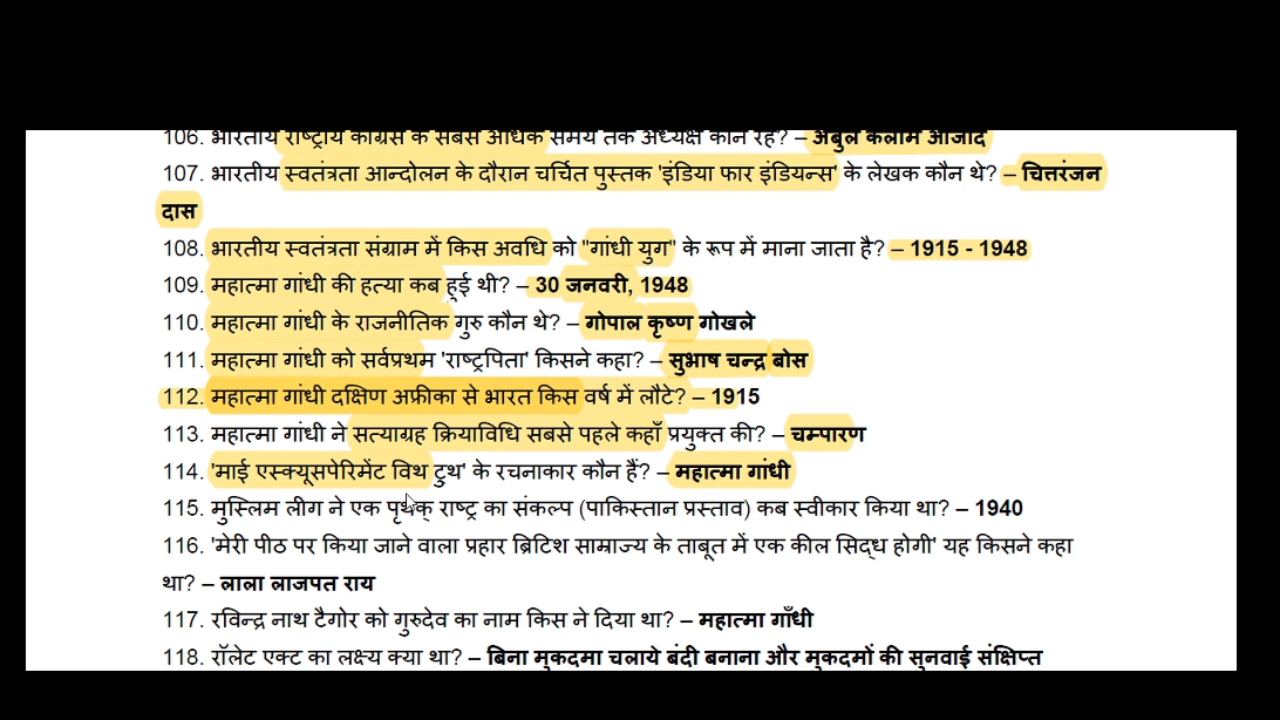 106. भारतीय राष्ट्रीय कांग्रेस के सबसे अधिक समय तक अध्यक्ष कौन रहे? – अबुल कलाम आजाद
107. भारतीय स्वतंत्रता आन्दोलन के दौरान चर्चित पुस्तक 'इंडिया फार इंडियन्स' के लेखक कौन थे? – चित्तरंजन
दास
108. भारतीय स्वतंत्रता संग्राम में किस अवधि को "गांधी युग" के रूप में माना जाता है? – 1915 - 1948
109. महात्मा गांधी की हत्या कब हुई थी? – 30 जनवरी, 1948
110. महात्मा गांधी के राजनीतिक गुरु कौन थे? – गोपाल कृष्ण गोखले
111. महात्मा गांधी को सर्वप्रथम 'राष्ट्रपिता' किसने कहा? – सुभाष चन्द्र बोस
112. महात्मा गांधी दक्षिण अफ्रीका से भारत किस वर्ष में लौटे? – 1915
113. महात्मा गांधी ने सत्याग्रह क्रियाविधि सबसे पहले कहाँ प्रयुक्त की? – चम्पारण
114. 'माई एस्क्यूसपेरिमेंट विथ ट्रुथ' के रचनाकार कौन हैं? – महात्मा गांधी
115. मुस्लिम लीग ने एक पृथक् राष्ट्र का संकल्प (पाकिस्तान प्रस्ताव) कब स्वीकार किया था? – 1940
116. 'मेरी पीठ पर किया जाने वाला प्रहार ब्रिटिश साम्राज्य के ताबूत में एक कील सिद्ध होगी' यह किसने कहा
था? – लाला लाजपत राय
117. रविन्द्र नाथ टैगोर को गुरुदेव का नाम किस ने दिया था? – महात्मा गाँधी
118. रॉलेट एक्ट का लक्ष्य क्या था? – बिना मुकदमा चलाये बंदी बनाना और मुकदमों की सुनवाई संक्षिप्त